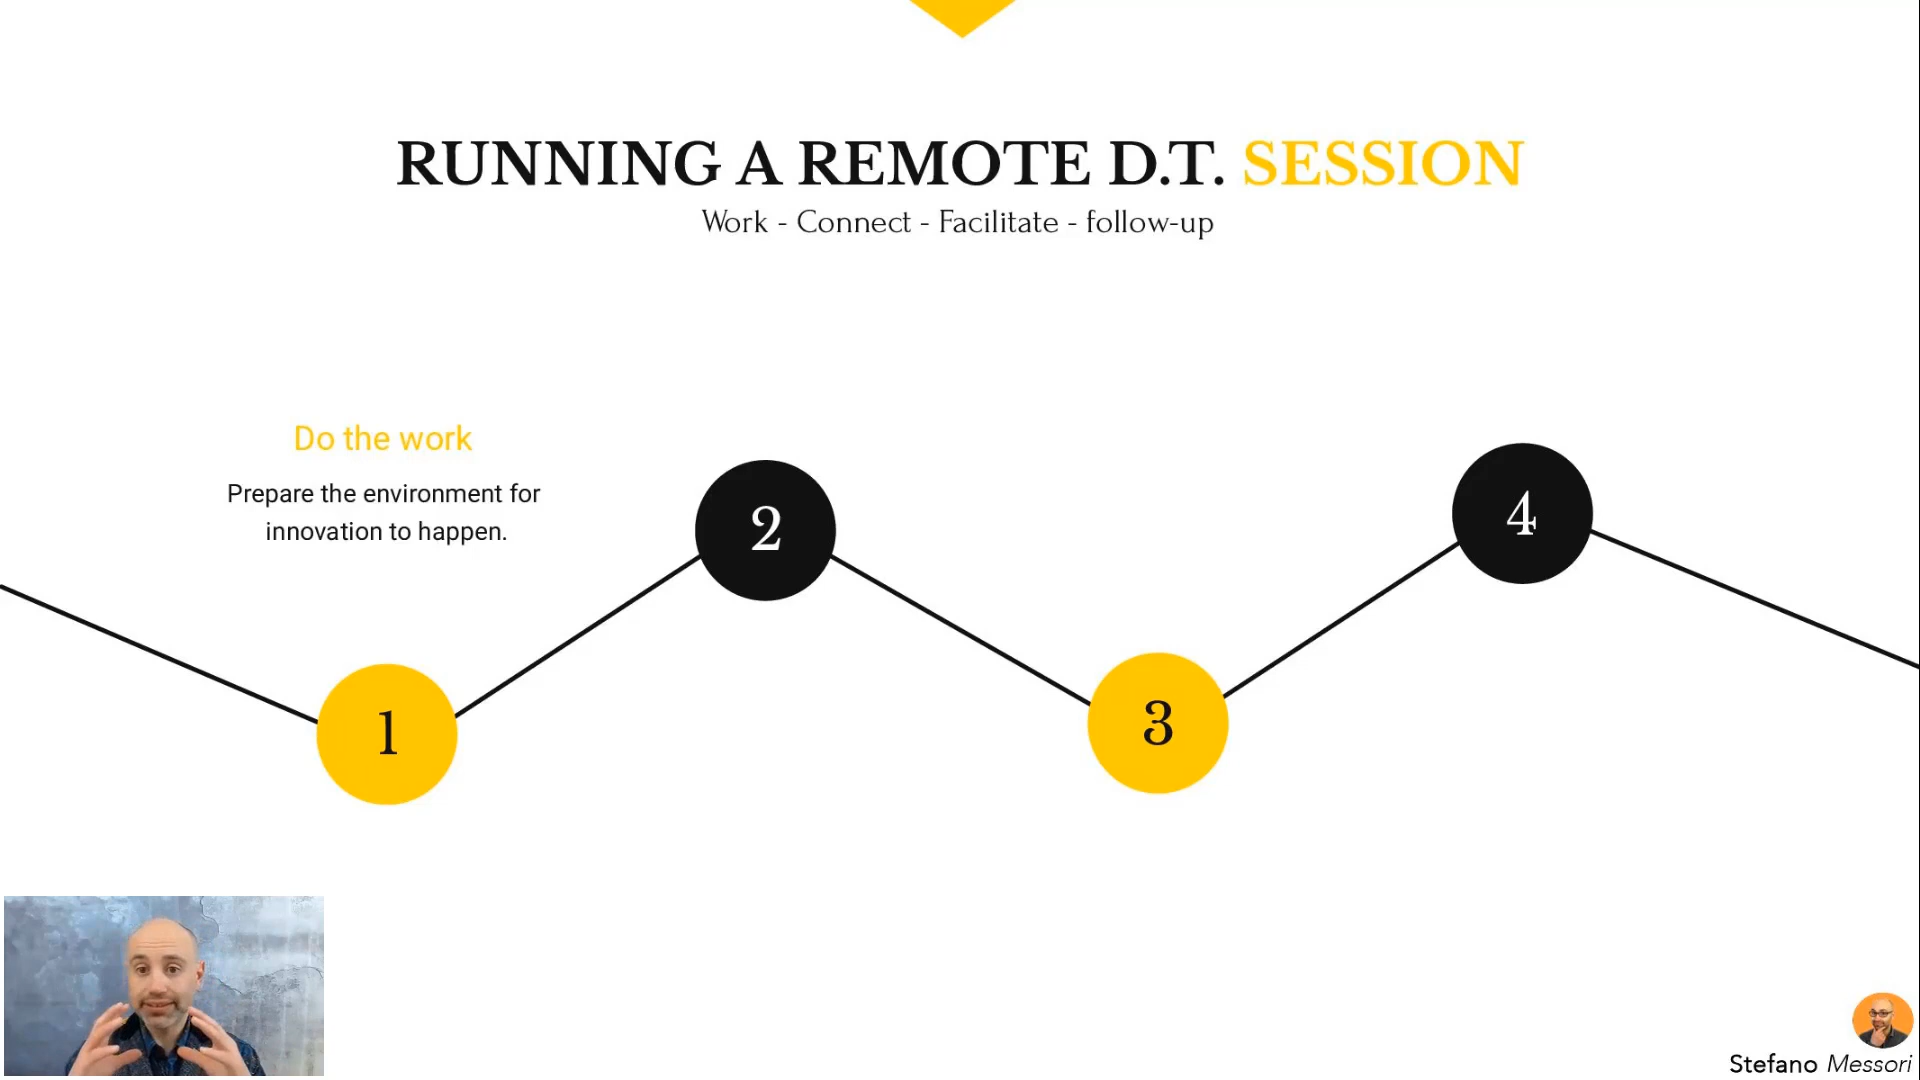 RUNNING A REMOTE D.T. SESSION
Work - Connect - Facilitate - follow-up
Do the work
Prepare the environment for
innovation to happen.
1
2
3
4
Stefano Messori